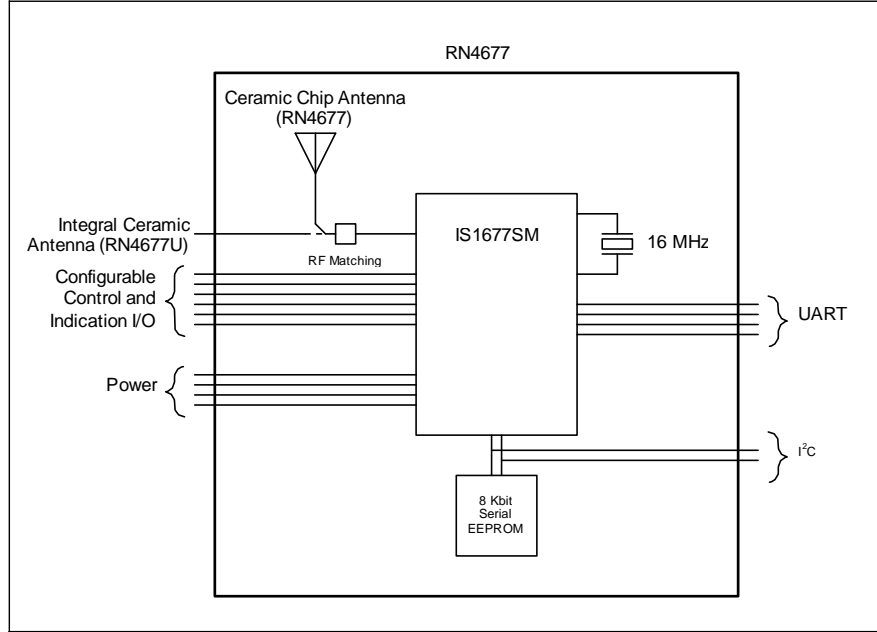 RN4677
Ceramic Chip Antenna
(RN4677)
Integral Ceramic
Antenna (RN4677U)
RF Matching
IS1677SM
16 MHz
Configurable
Control and
Indication I/O
UART
Power
I²C
8 Kbit
Serial
EEPROM